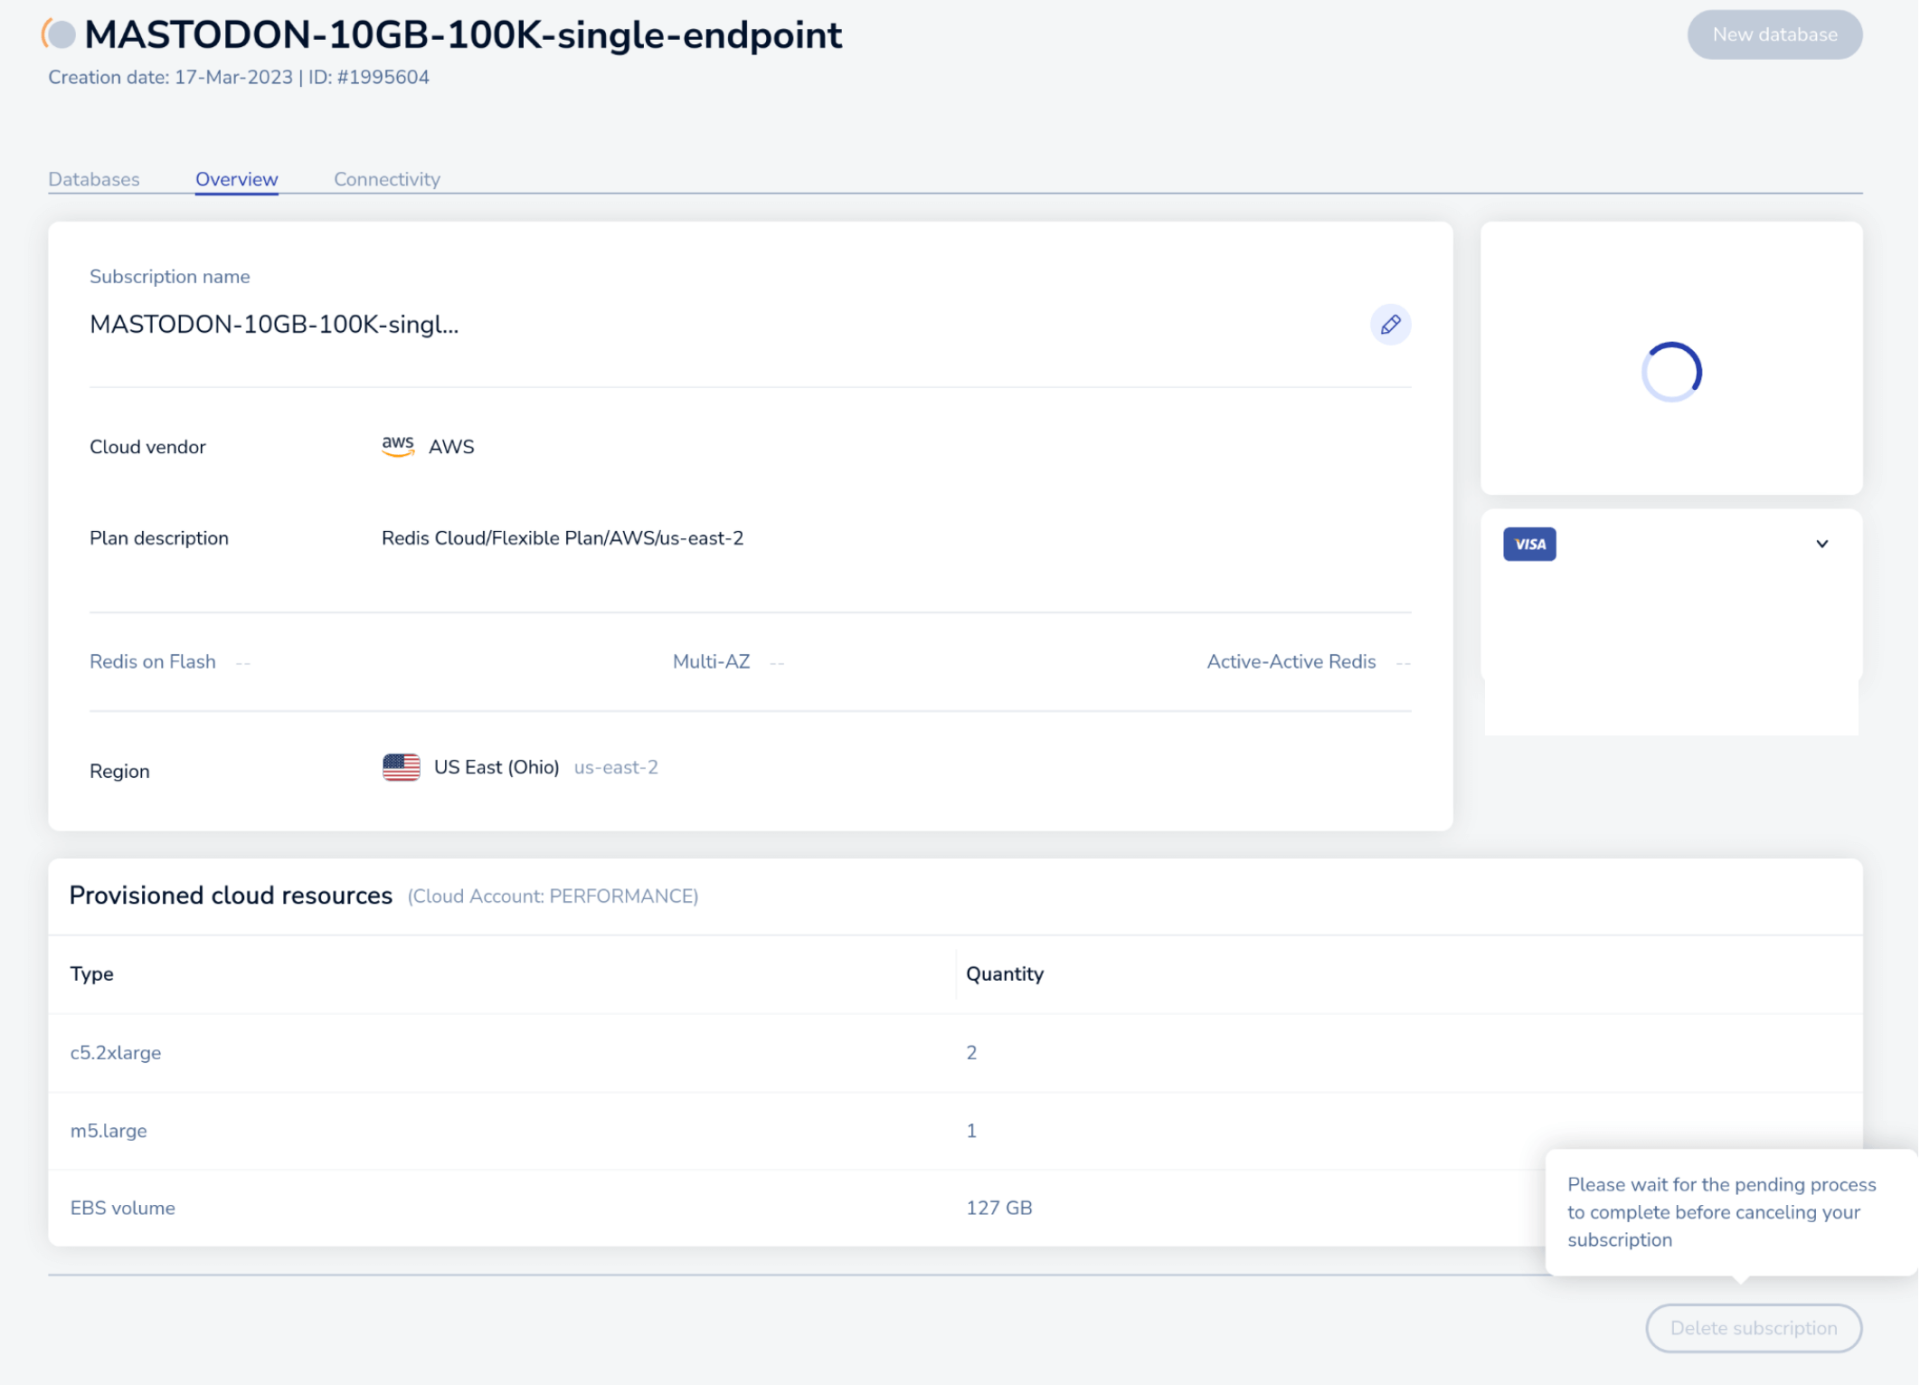 MASTODON-10GB-100K-single-endpoint
New database
Creation date: 17-Mar-2023 | ID: #1995604
Databases Overview Connectivity
Subscription name
MASTODON-10GB-100K-singl...
Cloud vendor aws AWS
Plan description Redis Cloud/Flexible Plan/AWS/us-east-2
VISA
Redis on Flash -- Multi-AZ -- Active-Active Redis --
Region US East (Ohio) us-east-2
Provisioned cloud resources (Cloud Account: PERFORMANCE)
Type Quantity
c5.2xlarge 2
m5.large 1
EBS volume 127 GB
Please wait for the pending process
to complete before canceling your
subscription
Delete subscription